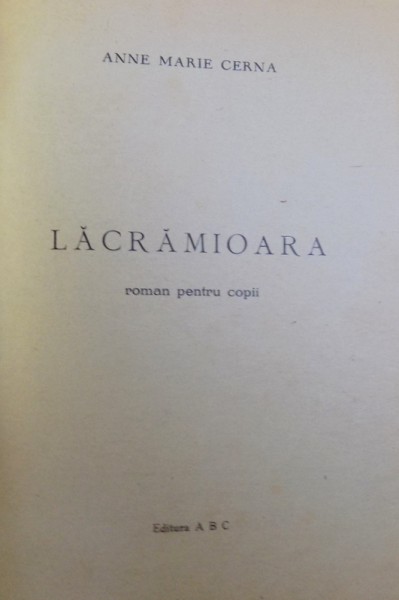 ANNE MARIE CERNA
LĂCRĂMIOARA
roman pentru copii
Editura A B C